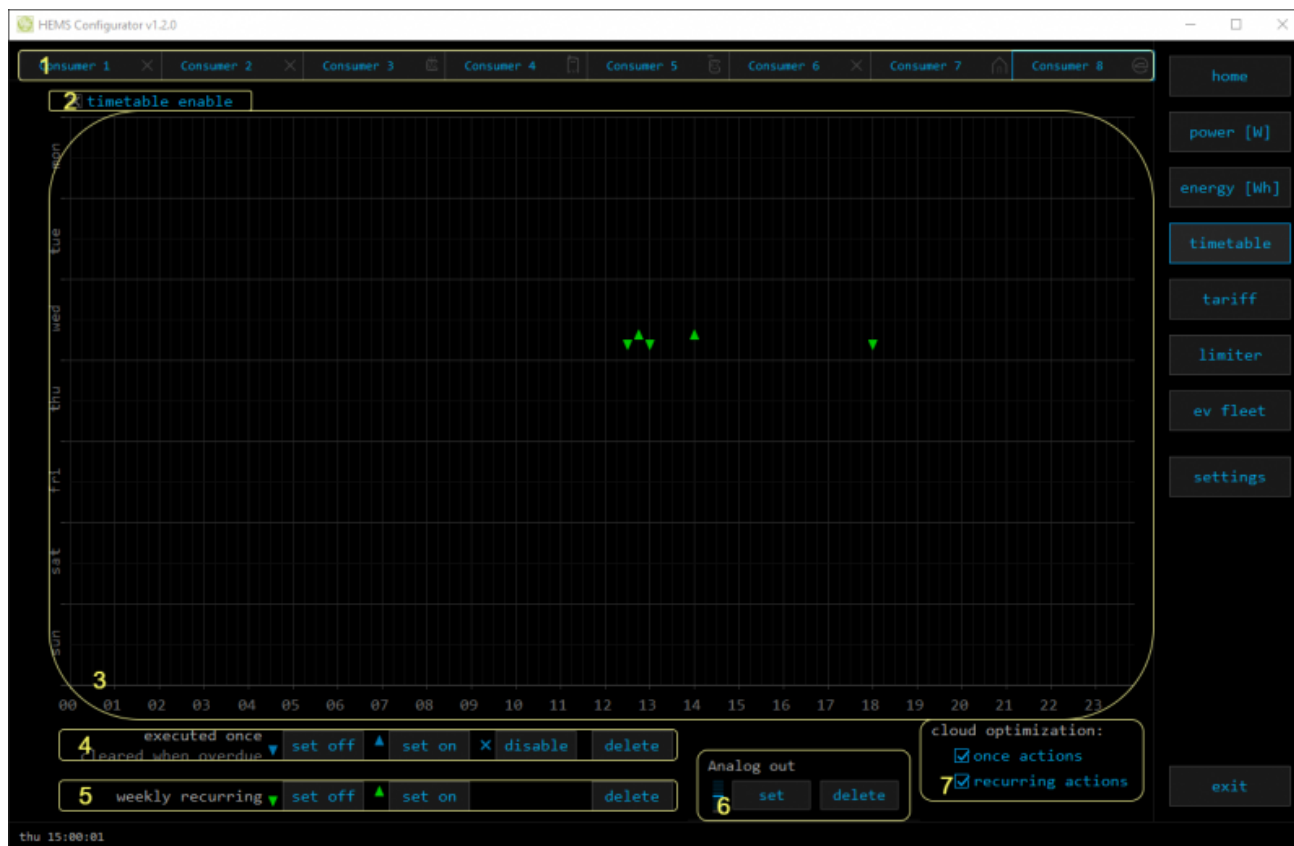 HEMS Configurator v1.2.0
1 Consumer 1 Consumer 2 Consumer 3 Consumer 4 Consumer 5 Consumer 6 Consumer 7 Consumer 8
home
2 timetable enable
power [W]
mon
energy [Wh]
tue
timetable
tariff
wed
limiter
thu
ev fleet
fri
settings
sat
sun
3
00 01 02 03 04 05 06 07 08 09 10 11 12 13 14 15 16 17 18 19 20 21 22 23
4 executed once
cleared when overdue
set off set on disable delete
5 weekly recurring set off set on delete
Analog out
6 set delete
cloud optimization:
once actions
7 recurring actions
exit
thu 15:00:01